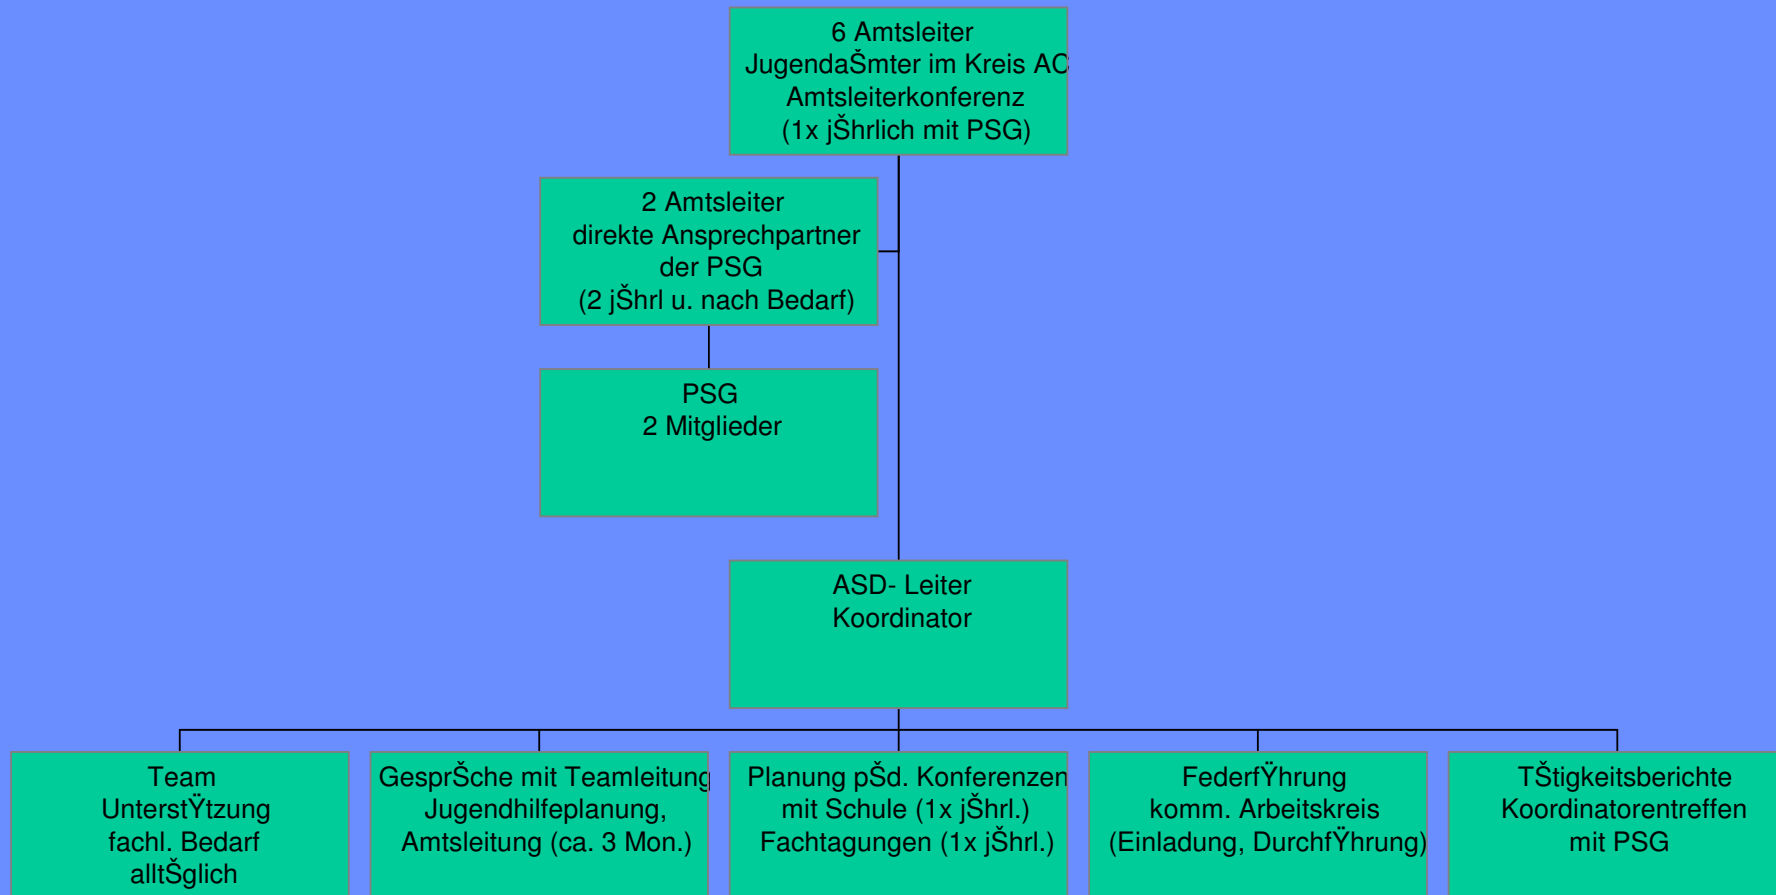 6 Amtsleiter
JugendaŠmter im Kreis AC
Amtsleiterkonferenz
(1x jŠhrlich mit PSG)
2 Amtsleiter
direkte Ansprechpartner
der PSG
(2 jŠhrl u. nach Bedarf)
PSG
2 Mitglieder
ASD- Leiter
Koordinator
Team
UnterstŸtzung
fachl. Bedarf
alltŠglich
GesprŠche mit Teamleitung
Jugendhilfeplanung,
Amtsleitung (ca. 3 Mon.)
Planung pŠd. Konferenzen
mit Schule (1x jŠhrl.)
Fachtagungen (1x jŠhrl.)
FederfŸhrung
komm. Arbeitskreis
(Einladung, DurchfŸhrung)
TŠtigkeitsberichte
Koordinatorentreffen
mit PSG